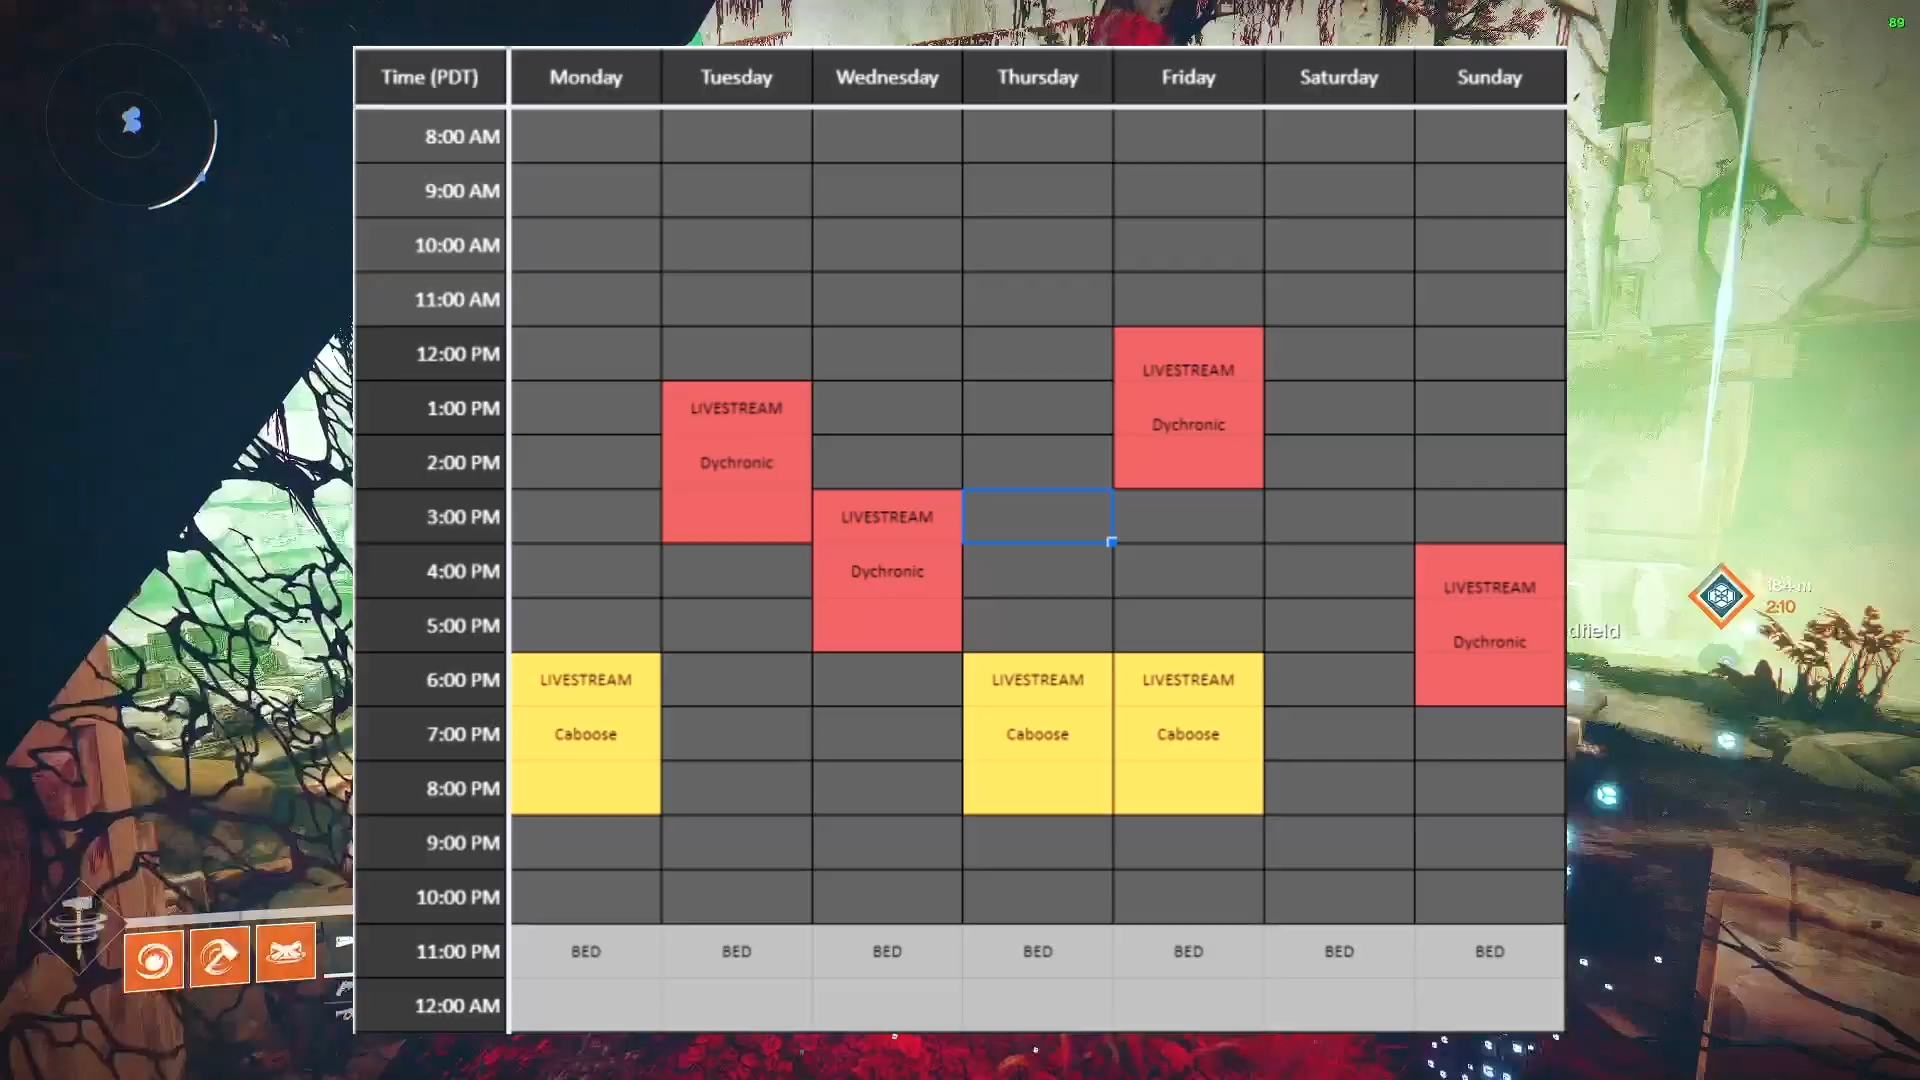 89
Time (PDT) Monday Tuesday Wednesday Thursday Friday Saturday Sunday
8:00 AM
9:00 AM
10:00 AM
11:00 AM
12:00 PM
LIVESTREAM
1:00 PM LIVESTREAM
Dychronic
2:00 PM Dychronic
3:00 PM LIVESTREAM
4:00 PM Dychronic
LIVESTREAM
184m
2:10
5:00 PM
dfield
Dychronic
6:00 PM LIVESTREAM LIVESTREAM LIVESTREAM
7:00 PM Caboose Caboose Caboose
8:00 PM
9:00 PM
10:00 PM
11:00 PM BED BED BED BED BED BED BED
12:00 AM